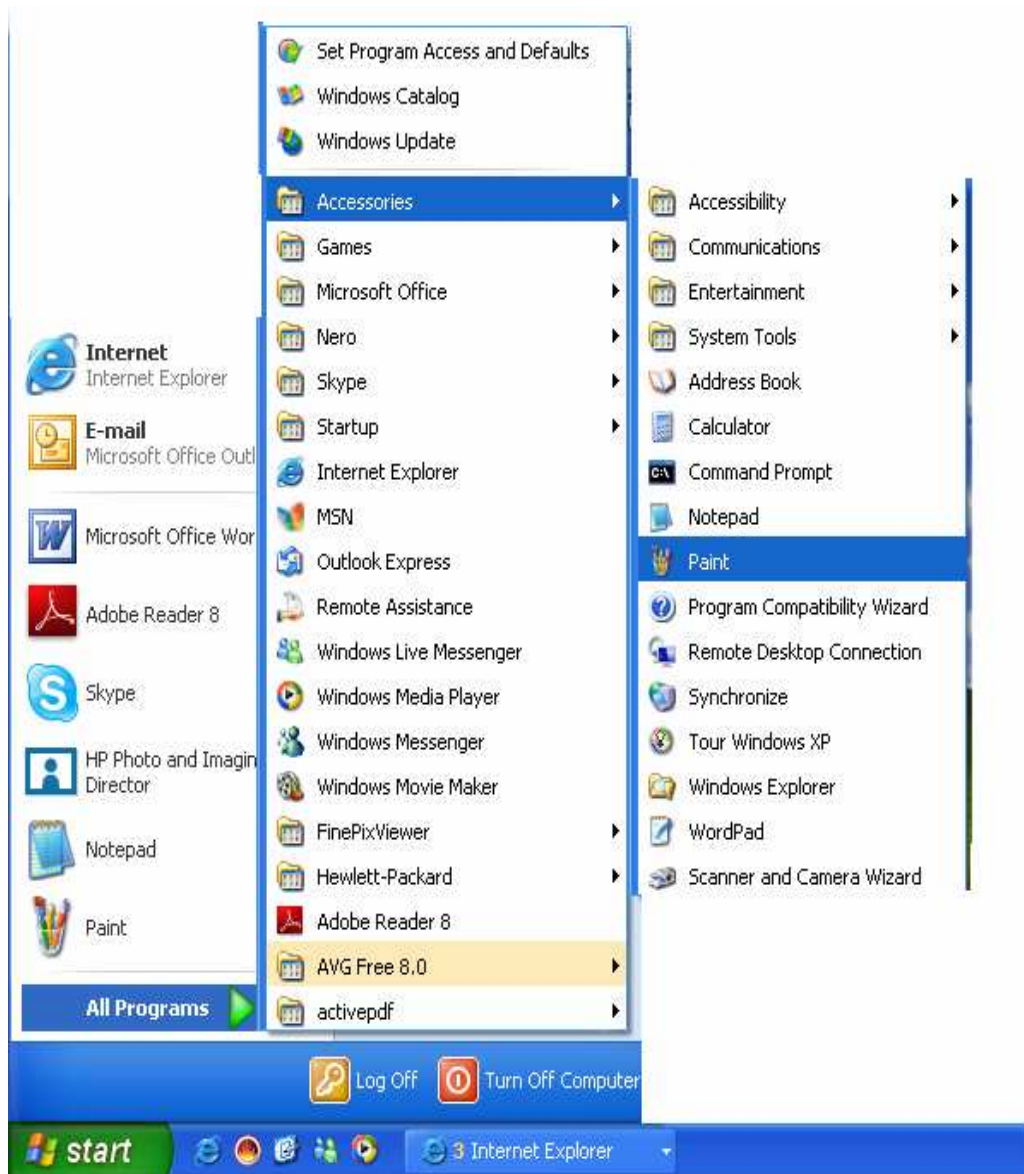 Set Program Access and Defaults
Windows Catalog
Windows Update
Accessories
Games
Microsoft Office
Nero
Skype
Startup
Internet Explorer
MSN
Outlook Express
Remote Assistance
Windows Live Messenger
Windows Media Player
Windows Messenger
Windows Movie Maker
FinePixViewer
Hewlett-Packard
Adobe Reader 8
AVG Free 8.0
activepdf
Accessibility
Communications
Entertainment
System Tools
Address Book
Calculator
C:\
Command Prompt
Notepad
Paint
Program Compatibility Wizard
Remote Desktop Connection
Synchronize
Tour Windows XP
Windows Explorer
WordPad
Scanner and Camera Wizard
Internet
Internet Explorer
E-mail
Microsoft Office Outl
Microsoft Office Wor
Adobe Reader 8
Skype
HP Photo and Imagin
Director
Notepad
Paint
All Programs
Log Off
Turn Off Computer
start
3 Internet Explorer